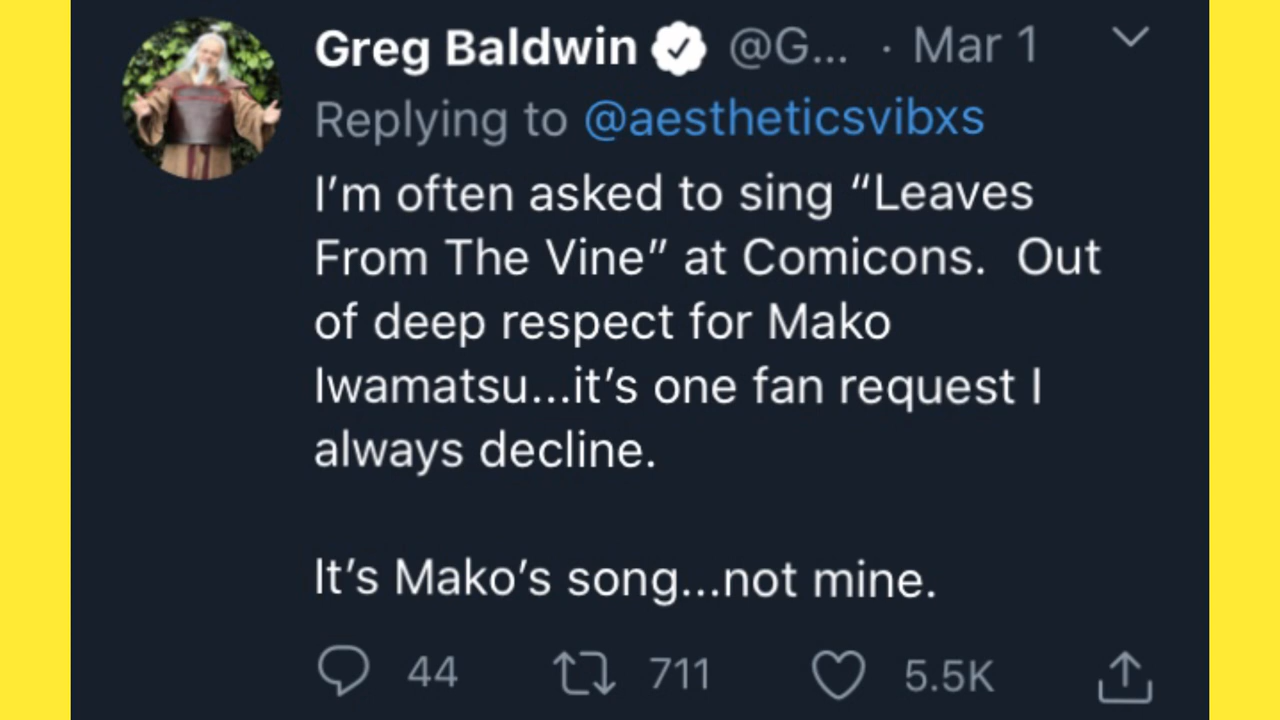 Greg Baldwin @G... · Mar 1
Replying to @aestheticsvibxs
I’m often asked to sing “Leaves
From The Vine” at Comicons.  Out
of deep respect for Mako
Iwamatsu...it’s one fan request I
always decline.
It’s Mako’s song...not mine.
44 711 5.5K